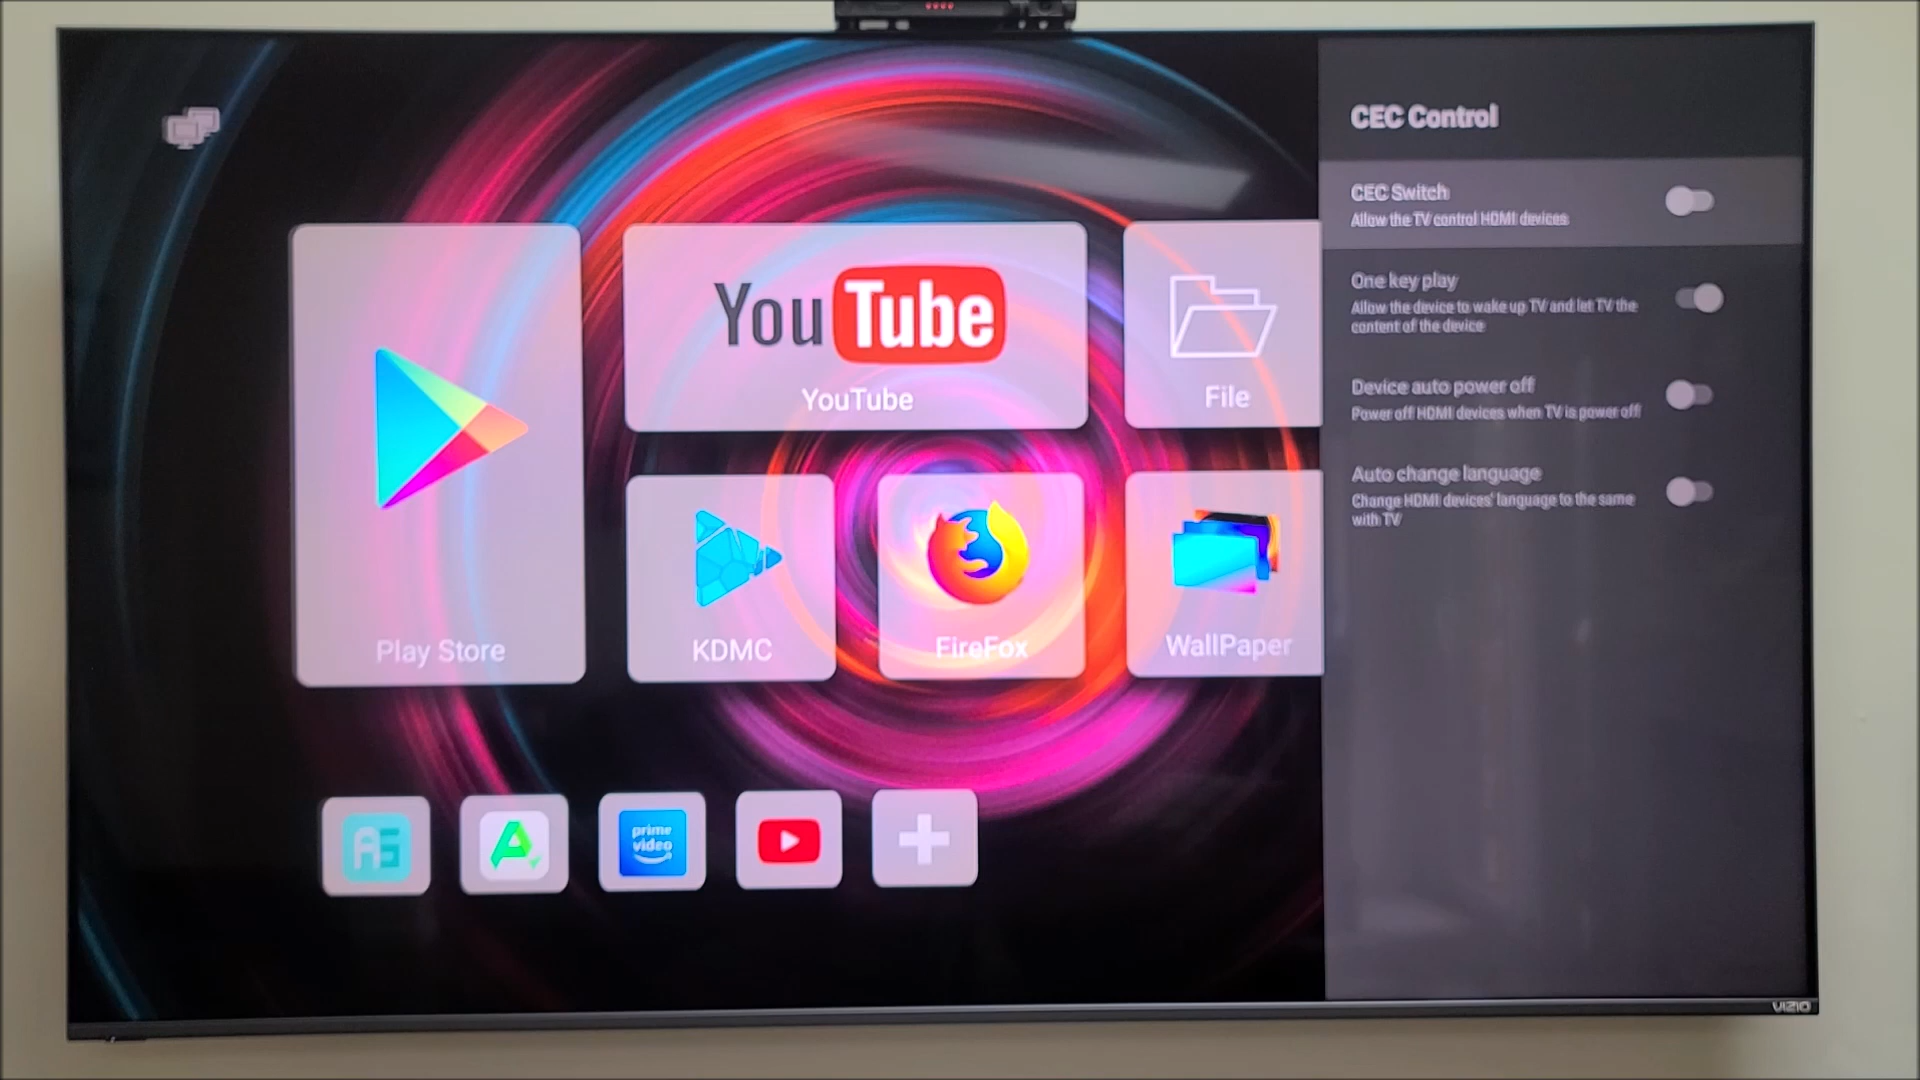 CEC Control
CEC Switch
Allow the TV control HDMI devices
One key play
Allow the device to wake up TV and let TV the
content of the device
Device auto power off
Power off HDMI devices when TV is power off
Auto change language
Change HDMI devices' language to the same
with TV
YouTube
YouTube
File
Play Store
KDMC
FireFox
WallPaper
AS
A
prime
video
VIZIO